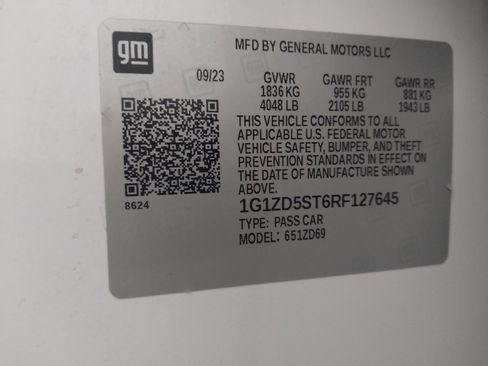 gm
MFD BY GENERAL MOTORS LLC
09/23 GVWR GAWR FRT GAWR RR
1836 KG 955 KG 881 KG
4048 LB 2105 LB 1943 LB
THIS VEHICLE CONFORMS TO ALL
APPLICABLE U.S. FEDERAL MOTOR
VEHICLE SAFETY, BUMPER, AND THEFT
PREVENTION STANDARDS IN EFFECT ON
THE DATE OF MANUFACTURE SHOWN
ABOVE.
8624
1G1ZD5ST6RF127645
TYPE: PASS CAR
MODEL: 651ZD69